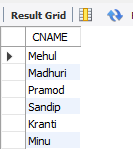 Result Grid
CNAME
Mehul
Madhuri
Pramod
Sandip
Kranti
Minu